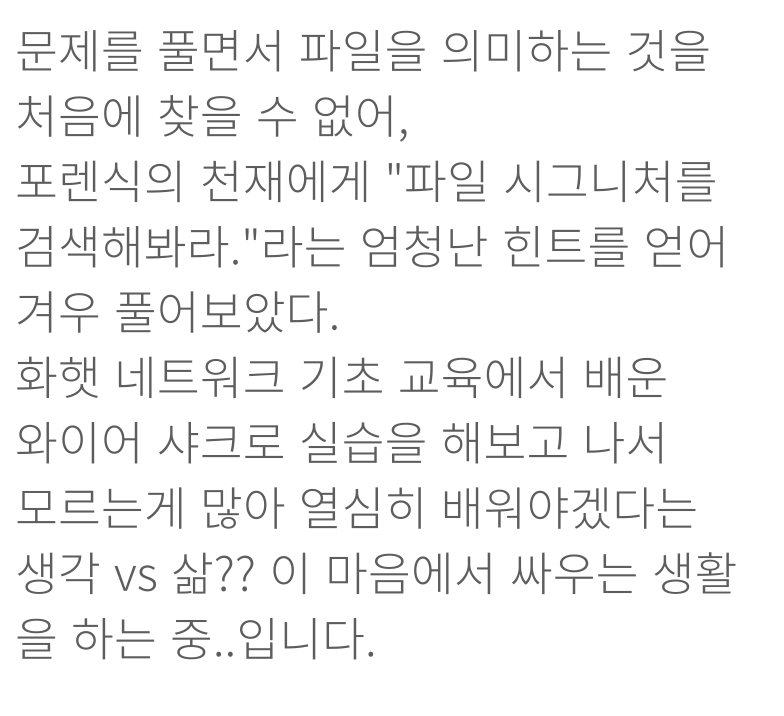 문제를 풀면서 파일을 의미하는 것을
처음에 찾을 수 없어,
포렌식의 천재에게 "파일 시그니처를
검색해봐라."라는 엄청난 힌트를 얻어
겨우 풀어보았다.
화햇 네트워크 기초 교육에서 배운
와이어 샤크로 실습을 해보고 나서
모르는게 많아 열심히 배워야겠다는
생각 vs 삶?? 이 마음에서 싸우는 생활
을 하는 중..입니다.